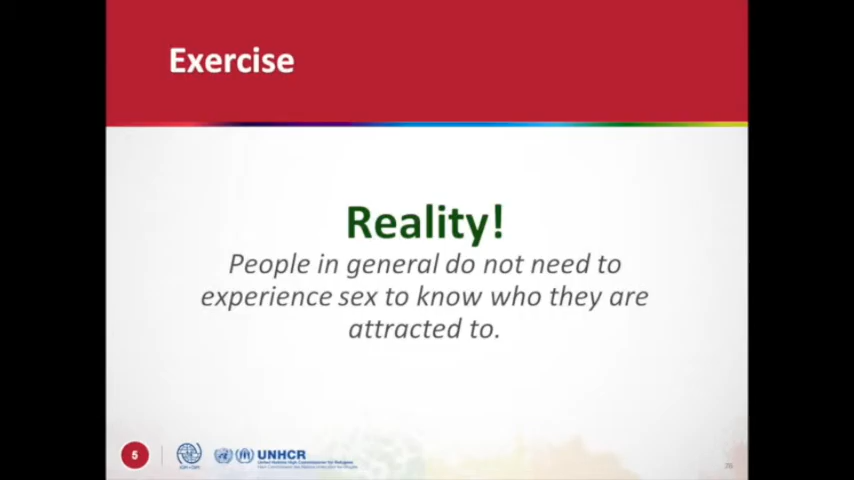 Exercise
Reality!
People in general do not need to
experience sex to know who they are
attracted to.
5
UNHCR